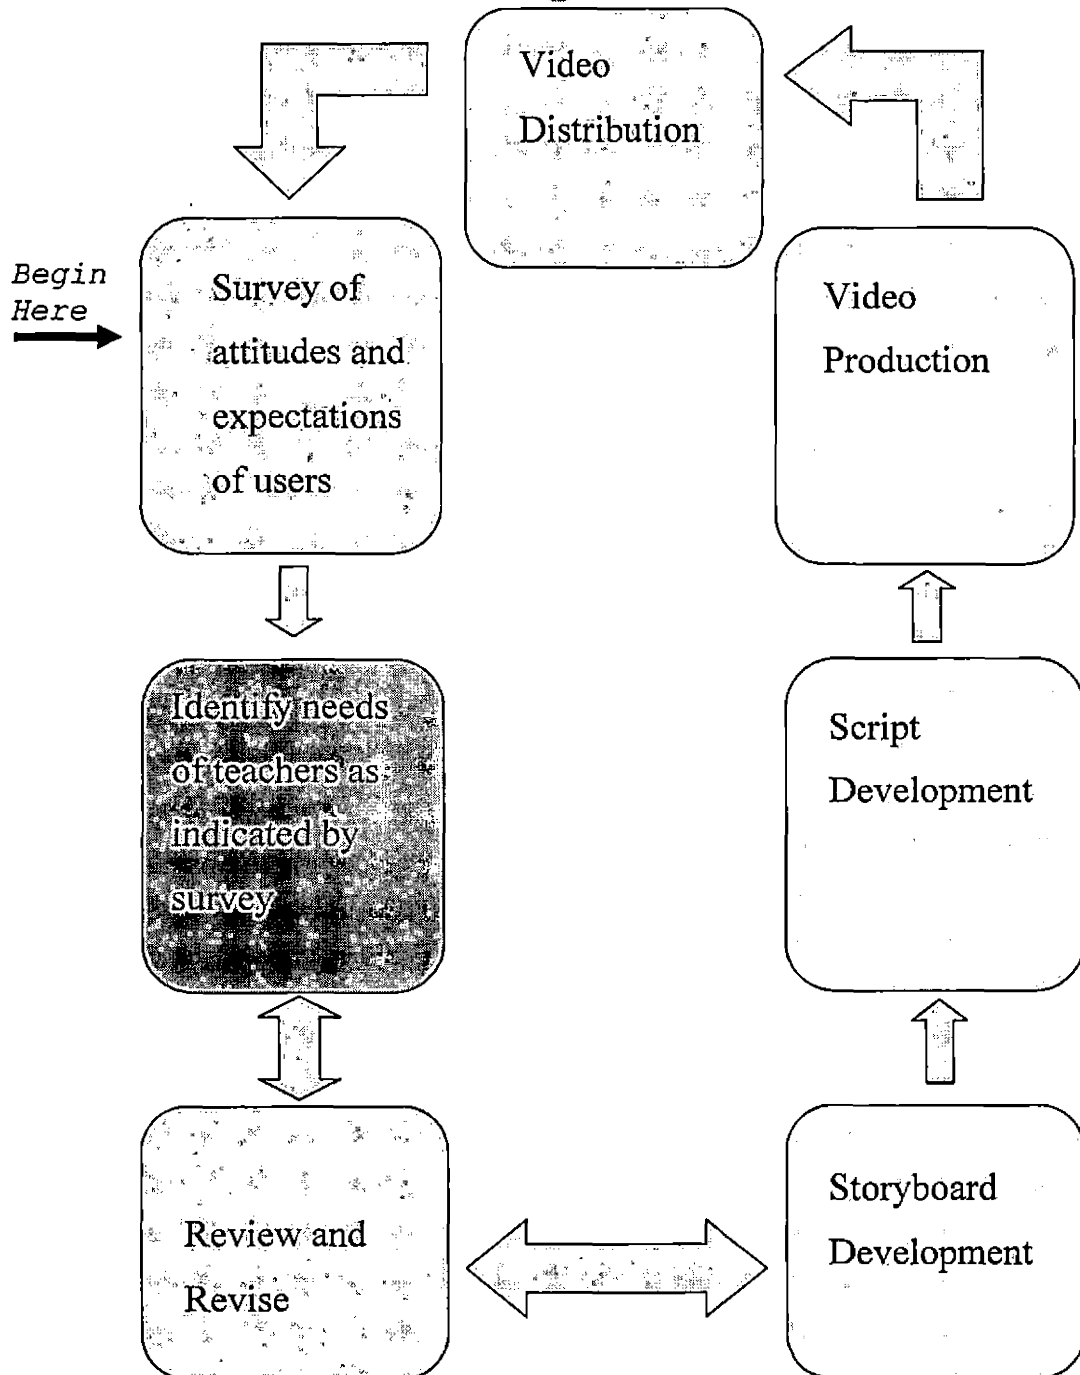 Begin
Here
Survey of
attitudes and
expectations
of users
Identify needs
of teachers as
indicated by
survey
Review and
Revise
Storyboard
Development
Script
Development
Video
Production
Video
Distribution